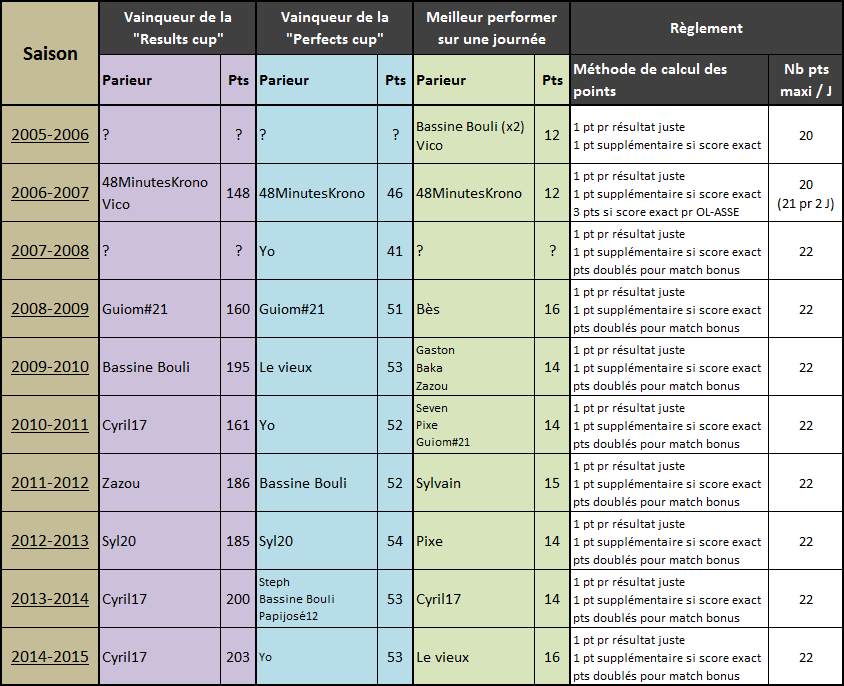 Saison
Vainqueur de la
"Results cup"
Vainqueur de la
"Perfects cup"
Meilleur performer
sur une journée
Règlement
Parieur
Pts
Parieur
Pts
Parieur
Pts
Méthode de calcul des
points
Nb pts
maxi / J
2005-2006
?
?
?
?
Bassine Bouli (x2)
Vico
12
1 pt pr résultat juste
1 pt supplémentaire si score exact
20
2006-2007
48MinutesKrono
Vico
148
48MinutesKrono
46
48MinutesKrono
12
1 pt pr résultat juste
1 pt supplémentaire si score exact
3 pts si score exact pr OL-ASSE
20
(21 pr 2 J)
2007-2008
?
?
Yo
41
?
?
1 pt pr résultat juste
1 pt supplémentaire si score exact
pts doublés pour match bonus
22
2008-2009
Guiom#21
160
Guiom#21
51
Bès
16
1 pt pr résultat juste
1 pt supplémentaire si score exact
pts doublés pour match bonus
22
2009-2010
Bassine Bouli
195
Le vieux
53
Gaston
Baka
Zazou
14
1 pt pr résultat juste
1 pt supplémentaire si score exact
pts doublés pour match bonus
22
2010-2011
Cyril17
161
Yo
52
Seven
Pixe
Guiom#21
14
1 pt pr résultat juste
1 pt supplémentaire si score exact
pts doublés pour match bonus
22
2011-2012
Zazou
186
Bassine Bouli
52
Sylvain
15
1 pt pr résultat juste
1 pt supplémentaire si score exact
pts doublés pour match bonus
22
2012-2013
Syl20
185
Syl20
54
Pixe
14
1 pt pr résultat juste
1 pt supplémentaire si score exact
pts doublés pour match bonus
22
2013-2014
Cyril17
200
Steph
Bassine Bouli
Papijosé12
53
Cyril17
14
1 pt pr résultat juste
1 pt supplémentaire si score exact
pts doublés pour match bonus
22
2014-2015
Cyril17
203
Yo
53
Le vieux
16
1 pt pr résultat juste
1 pt supplémentaire si score exact
pts doublés pour match bonus
22